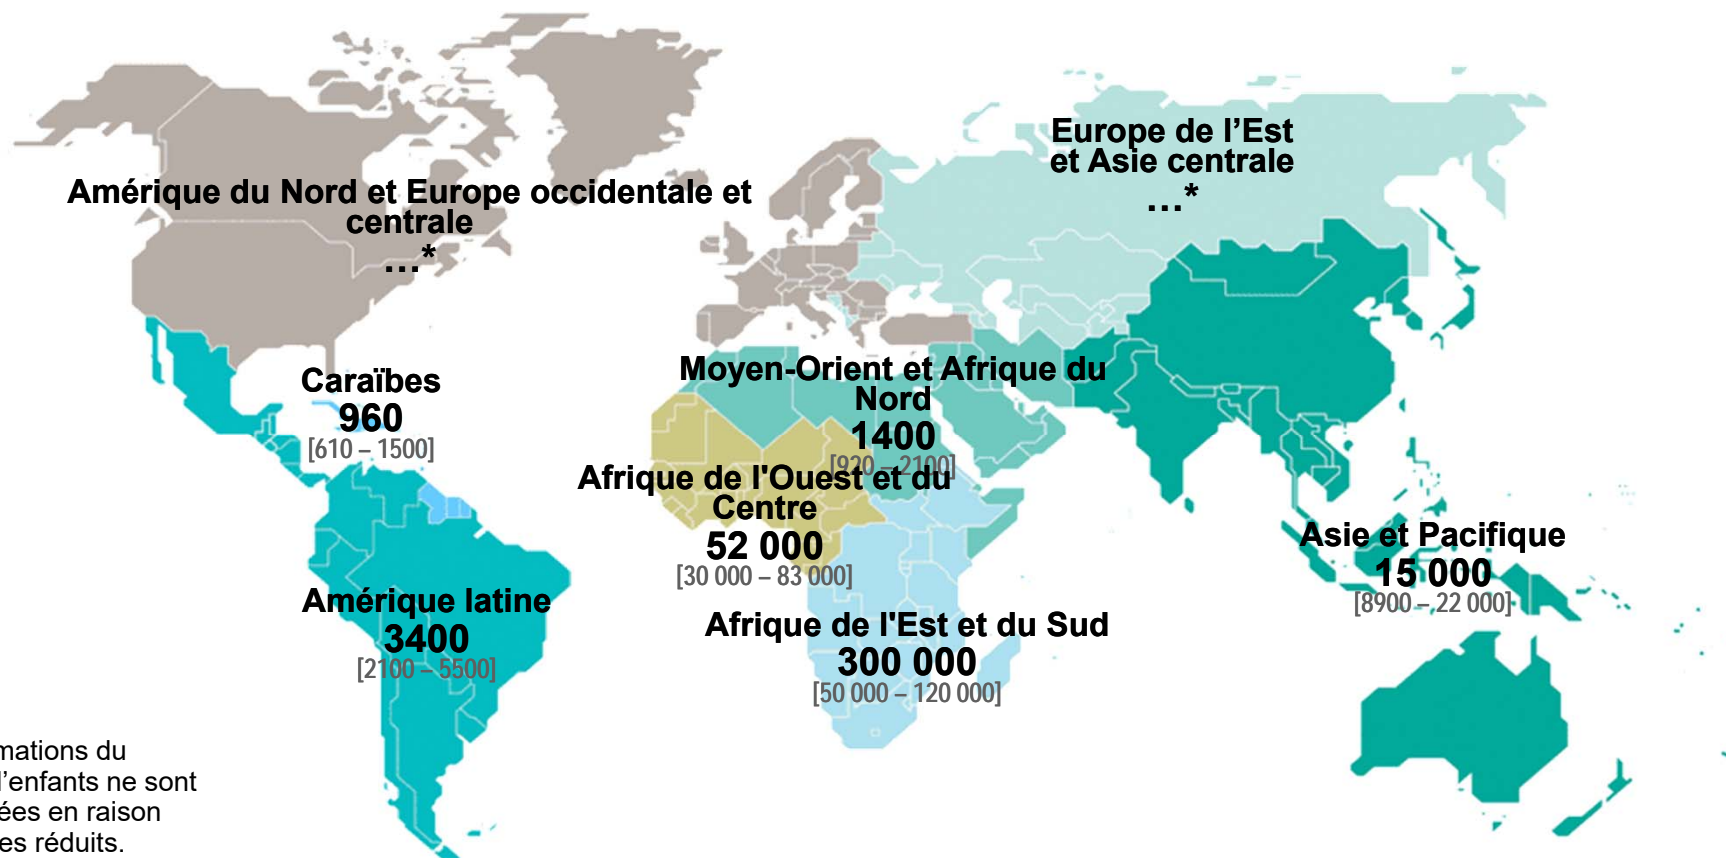 Europe de l’Est
et Asie centrale
…*
Amérique du Nord et Europe occidentale et
centrale
…*
Caraïbes
960
[610 – 1500]
Moyen-Orient et Afrique du
Nord
1400
[920 – 2100]
Afrique de l'Ouest et du
Centre
52 000
[30 000 – 83 000]
Asie et Pacifique
15 000
[8900 – 22 000]
Amérique latine
3400
[2100 – 5500]
Afrique de l'Est et du Sud
300 000
[50 000 – 120 000]
mations du
d’enfants ne sont
ées en raison
es réduits.